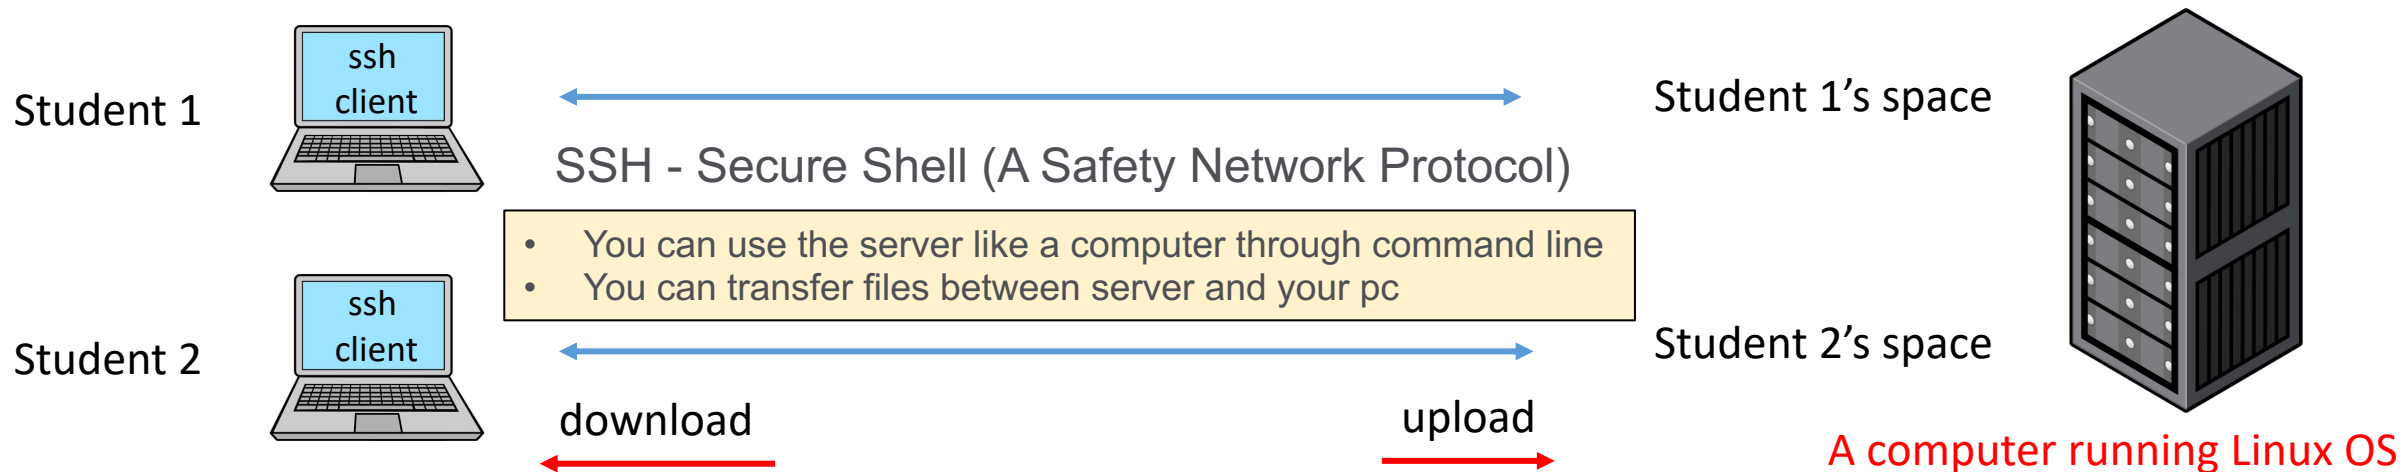 ssh
client
Student 1
Student 1's space
SSH - Secure Shell (A Safety Network Protocol)
• You can use the server like a computer through command line
• You can transfer files between server and your pc
ssh
client
Student 2
Student 2's space
download
upload
A computer running Linux OS